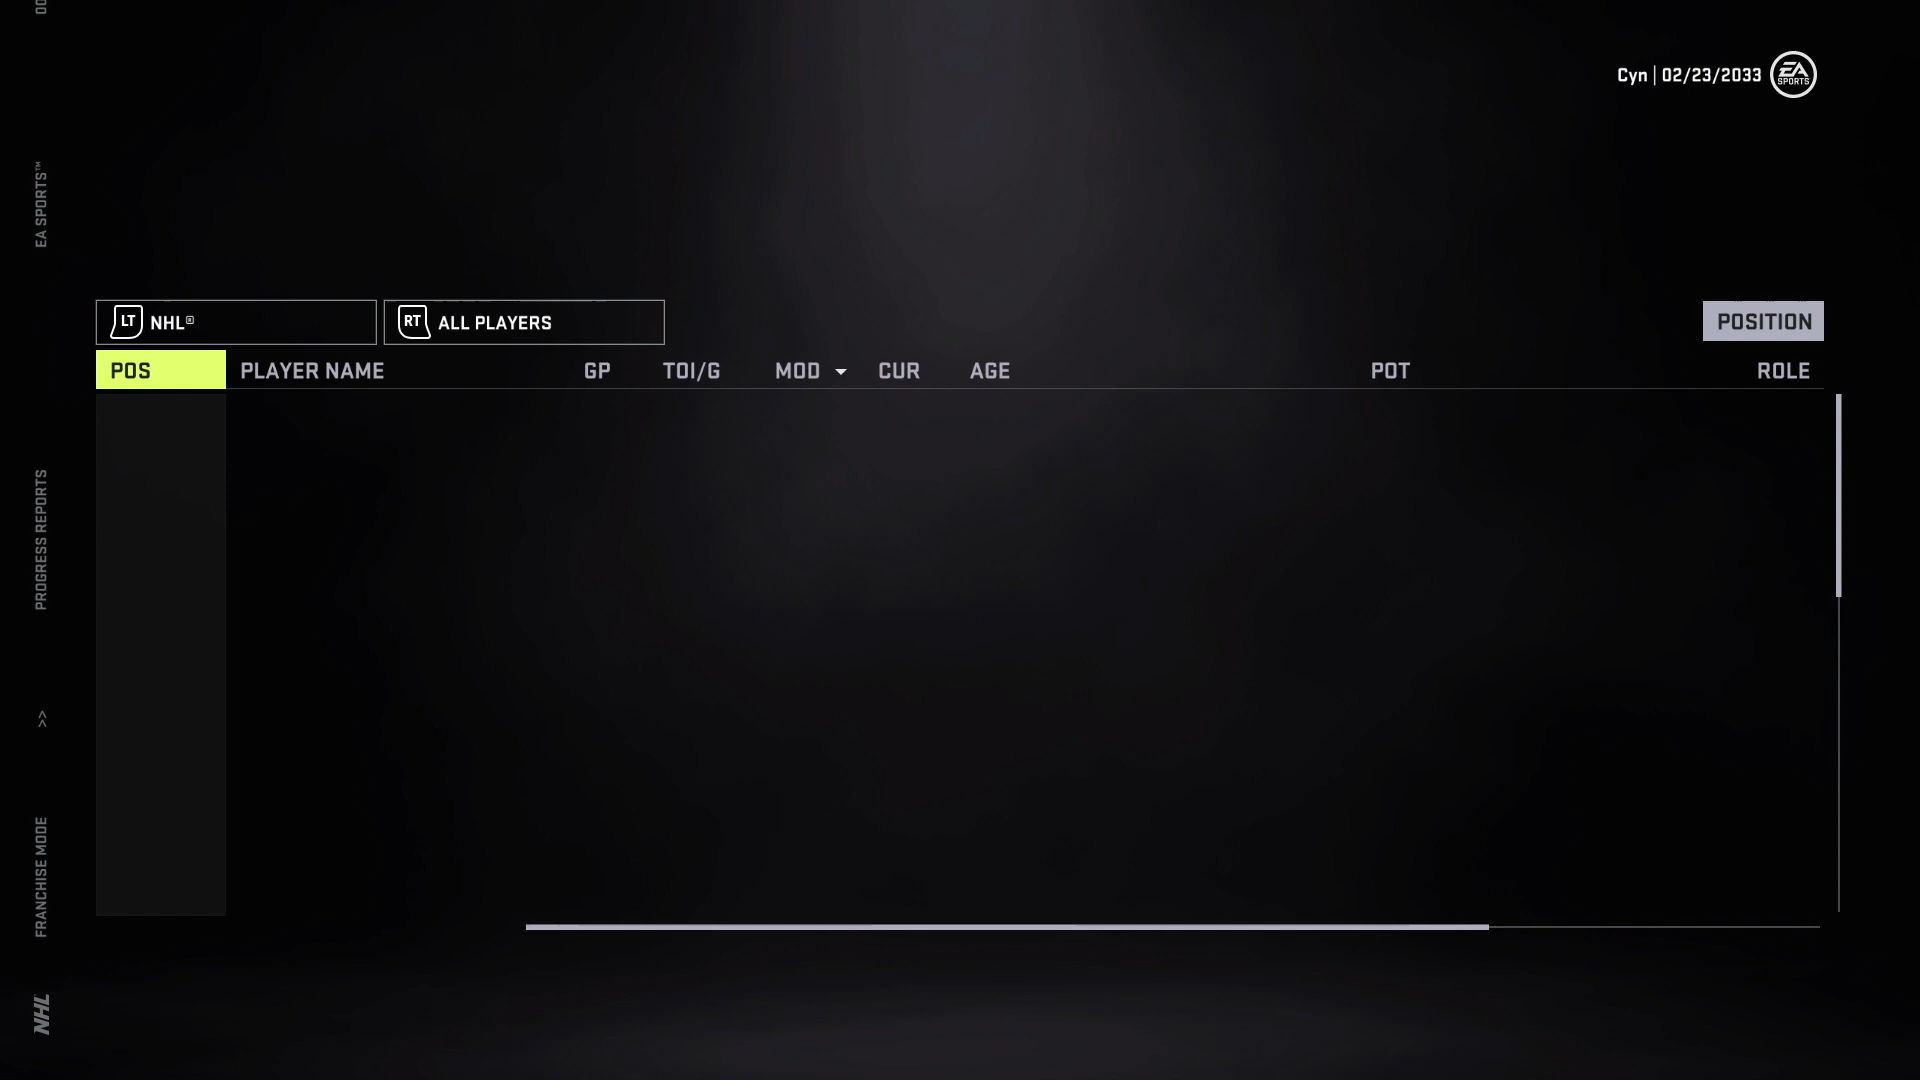 Cyn | 02/23/2033
EA SPORTS
LT NHL® RT ALL PLAYERS POSITION
POS PLAYER NAME GP TOI/G MOD CUR AGE POT ROLE
EA SPORTS™
PROGRESS REPORTS
>>
FRANCHISE MODE
NHL